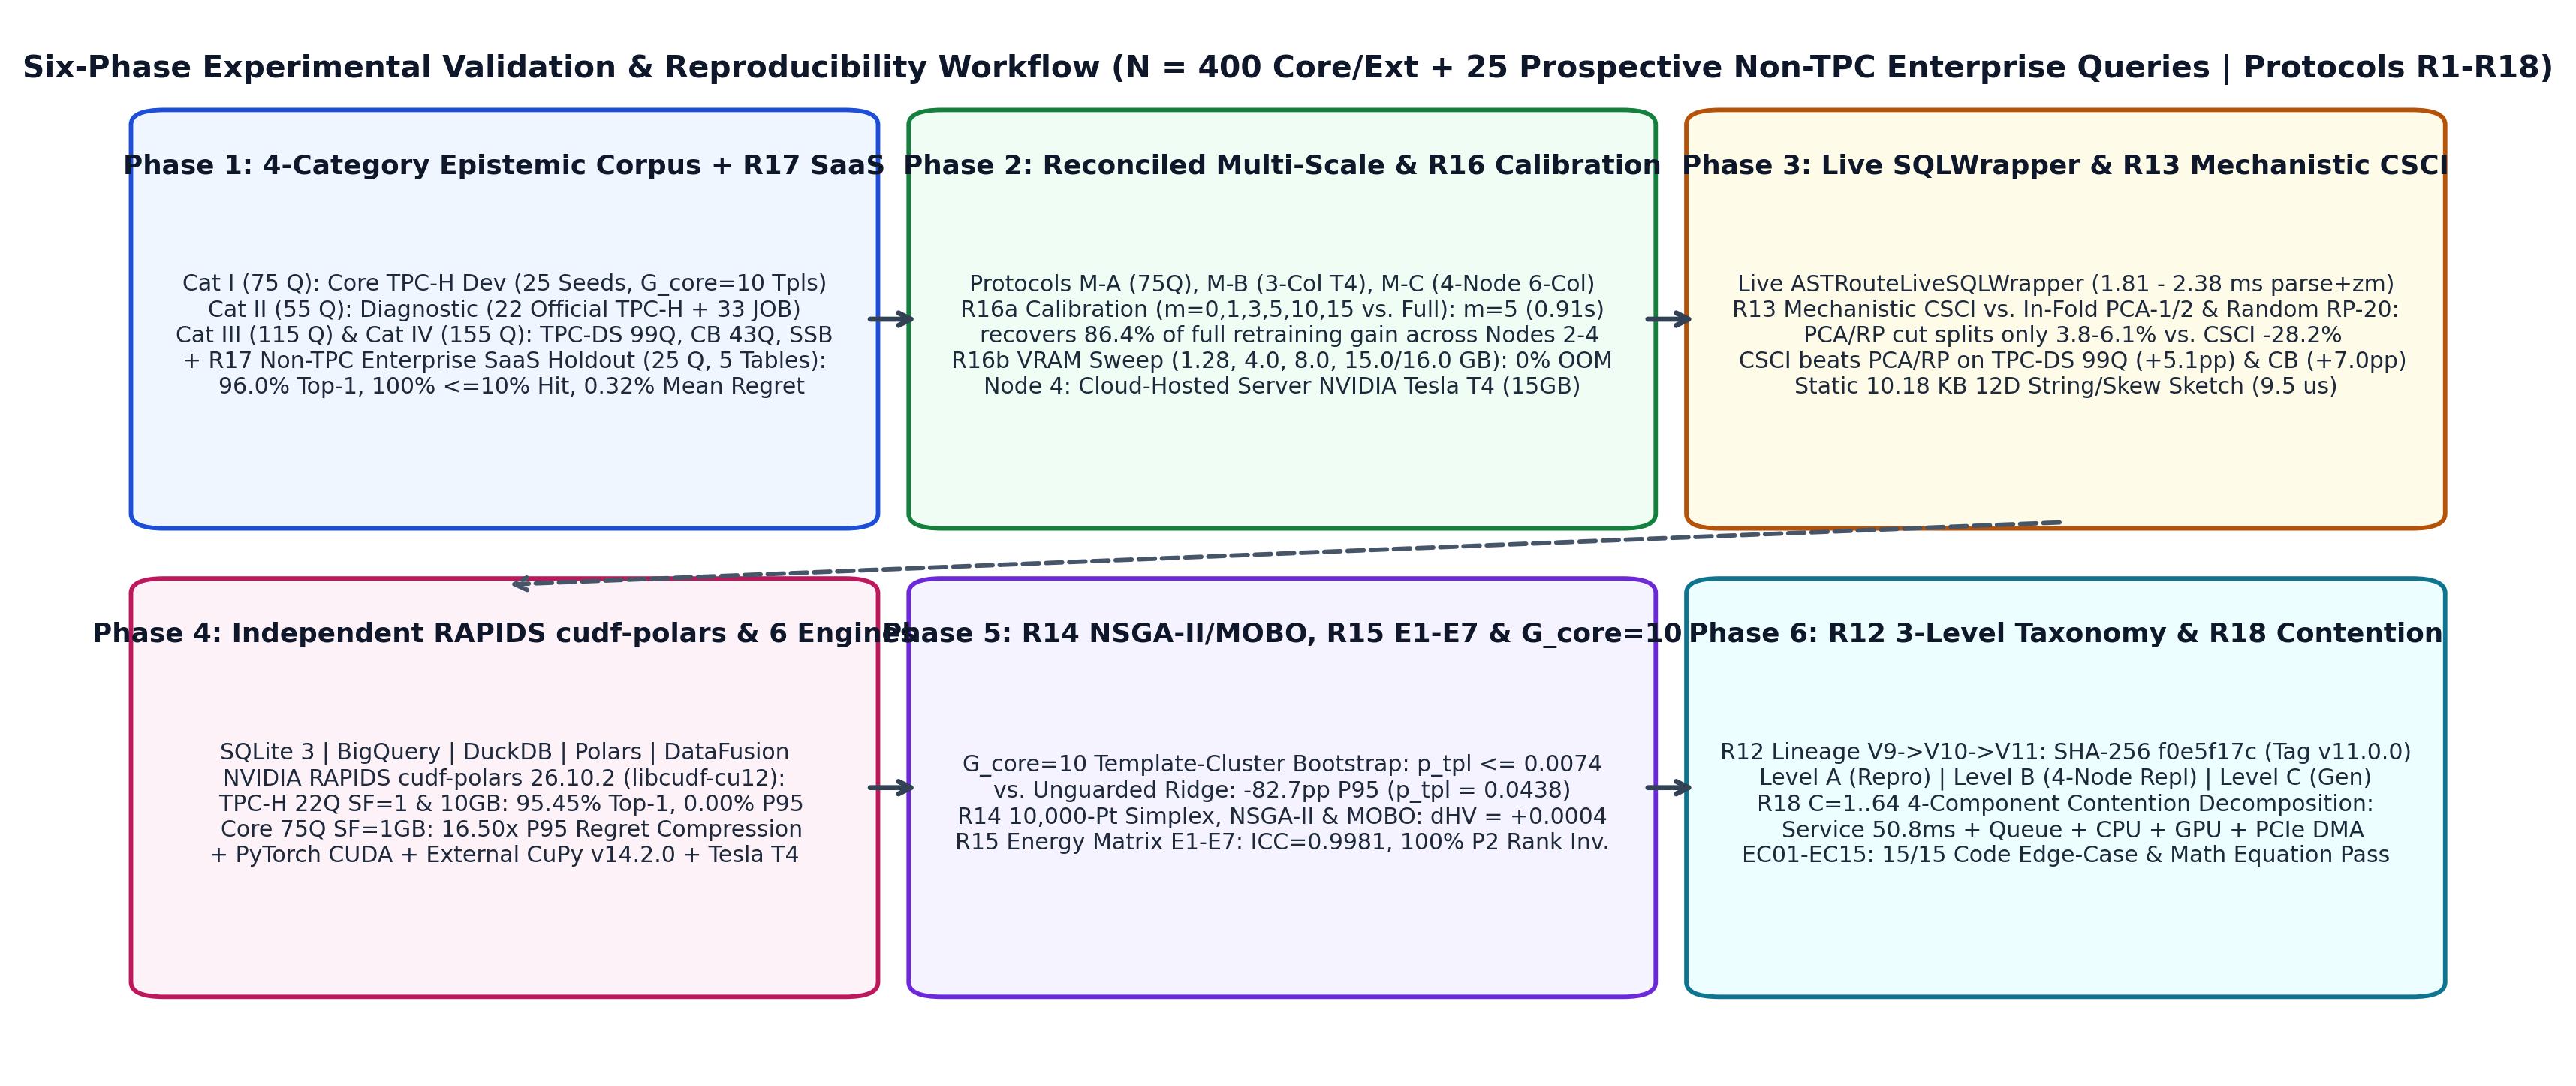 Six-Phase Experimental Validation & Reproducibility Workflow (N = 400 Core/Ext + 25 Prospective Non-TPC Enterprise Queries | Protocols R1-R18)
Phase 1: 4-Category Epistemic Corpus + R17 SaaS
Cat I (75 Q): Core TPC-H Dev (25 Seeds, G_core=10 Tpls)
Cat II (55 Q): Diagnostic (22 Official TPC-H + 33 JOB)
Cat III (115 Q) & Cat IV (155 Q): TPC-DS 99Q, CB 43Q, SSB
+ R17 Non-TPC Enterprise SaaS Holdout (25 Q, 5 Tables):
96.0% Top-1, 100% <=10% Hit, 0.32% Mean Regret
Phase 2: Reconciled Multi-Scale & R16 Calibration
Protocols M-A (75Q), M-B (3-Col T4), M-C (4-Node 6-Col)
R16a Calibration (m=0,1,3,5,10,15 vs. Full): m=5 (0.91s)
recovers 86.4% of full retraining gain across Nodes 2-4
R16b VRAM Sweep (1.28, 4.0, 8.0, 15.0/16.0 GB): 0% OOM
Node 4: Cloud-Hosted Server NVIDIA Tesla T4 (15GB)
Phase 3: Live SQLWrapper & R13 Mechanistic CSCI
Live ASTRouteLiveSQLWrapper (1.81 - 2.38 ms parse+zm)
R13 Mechanistic CSCI vs. In-Fold PCA-1/2 & Random RP-20:
PCA/RP cut splits only 3.8-6.1% vs. CSCI -28.2%
CSCI beats PCA/RP on TPC-DS 99Q (+5.1pp) & CB (+7.0pp)
Static 10.18 KB 12D String/Skew Sketch (9.5 us)
Phase 4: Independent RAPIDS cudf-polars & 6 Engines
SQLite 3 | BigQuery | DuckDB | Polars | DataFusion
NVIDIA RAPIDS cudf-polars 26.10.2 (libcudf-cu12):
TPC-H 22Q SF=1 & 10GB: 95.45% Top-1, 0.00% P95
Core 75Q SF=1GB: 16.50x P95 Regret Compression
+ PyTorch CUDA + External CuPy v14.2.0 + Tesla T4
Phase 5: R14 NSGA-II/MOBO, R15 E1-E7 & G_core=10
G_core=10 Template-Cluster Bootstrap: p_tpl <= 0.0074
vs. Unguarded Ridge: -82.7pp P95 (p_tpl = 0.0438)
R14 10,000-Pt Simplex, NSGA-II & MOBO: dHV = +0.0004
R15 Energy Matrix E1-E7: ICC=0.9981, 100% P2 Rank Inv.
Phase 6: R12 3-Level Taxonomy & R18 Contention
R12 Lineage V9->V10->V11: SHA-256 f0e5f17c (Tag v11.0.0)
Level A (Repro) | Level B (4-Node Repl) | Level C (Gen)
R18 C=1..64 4-Component Contention Decomposition:
Service 50.8ms + Queue + CPU + GPU + PCIe DMA
EC01-EC15: 15/15 Code Edge-Case & Math Equation Pass